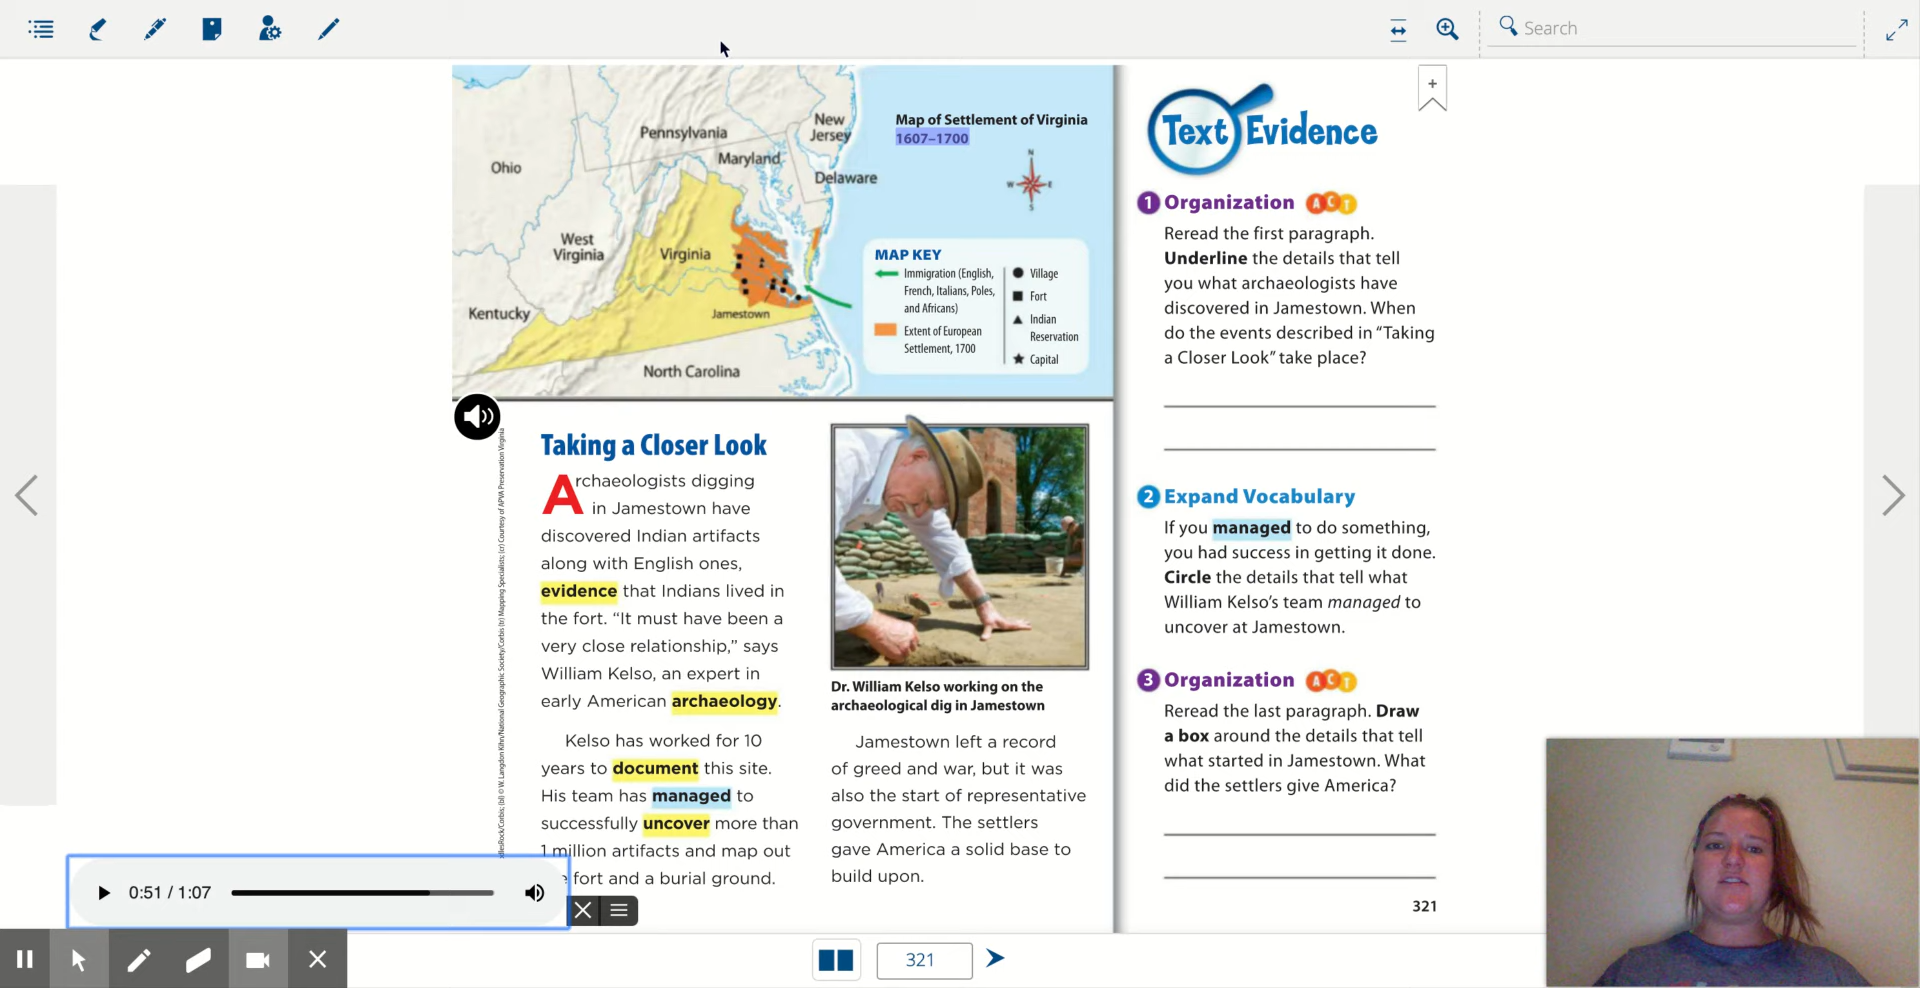 Search
Map of Settlement of Virginia
1607–1700
Pennsylvania
New
Jersey
Ohio
Maryland
Delaware
West
Virginia
Virginia
Kentucky
Jamestown
North Carolina
N
W E
S
MAP KEY
Immigration (English,
French, Italians, Poles,
and Africans)
Extent of European
Settlement, 1700
Village
Fort
Indian
Reservation
Capital
Taking a Closer Look
Archaeologists digging
in Jamestown have
discovered Indian artifacts
along with English ones,
evidence that Indians lived in
the fort. “It must have been a
very close relationship,” says
William Kelso, an expert in
early American archaeology.
Kelso has worked for 10
years to document this site.
His team has managed to
successfully uncover more than
1 million artifacts and map out
fort and a burial ground.
Dr. William Kelso working on the
archaeological dig in Jamestown
Jamestown left a record
of greed and war, but it was
also the start of representative
government. The settlers
gave America a solid base to
build upon.
Text Evidence
1 Organization ACT
Reread the first paragraph.
Underline the details that tell
you what archaeologists have
discovered in Jamestown. When
do the events described in “Taking
a Closer Look” take place?
2 Expand Vocabulary
If you managed to do something,
you had success in getting it done.
Circle the details that tell what
William Kelso’s team managed to
uncover at Jamestown.
3 Organization ACT
Reread the last paragraph. Draw
a box around the details that tell
what started in Jamestown. What
did the settlers give America?
321
0:51 / 1:07
321